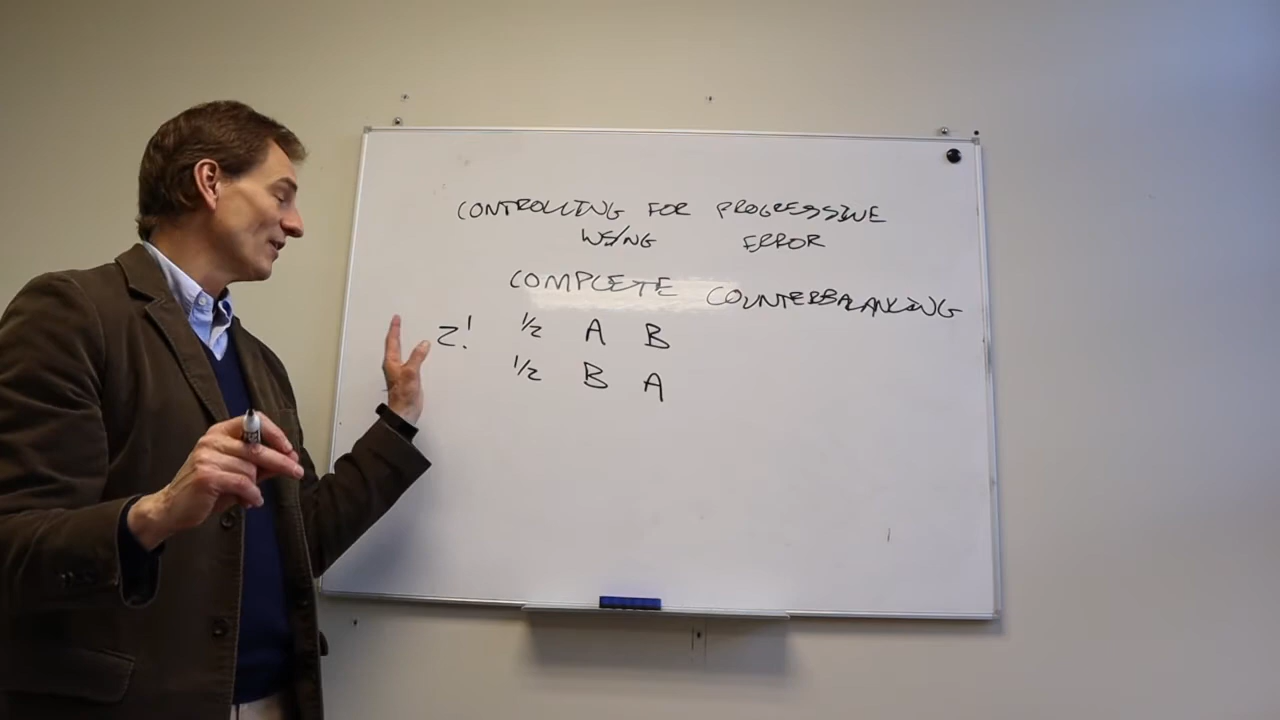 CONTROLLING FOR PROGRESSIVE
USING ERROR
COMPLETE COUNTERBALANCING
2! 1/2 A B
1/2 B A